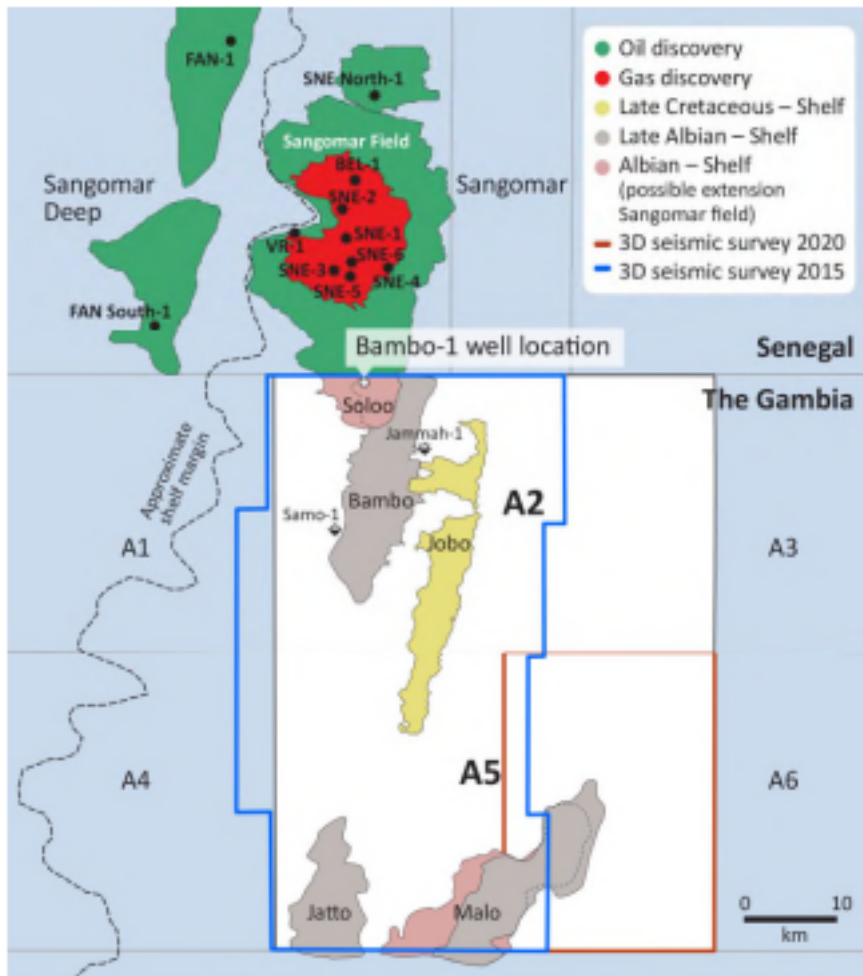 FAN-1
SNE North-1
Sangomar Field
BEL-1
SNE-2
Sangomar
Deep
Sangomar
VR-1
SNE-1
SNE-6
SNE-3
SNE-4
SNE-5
FAN South-1
Oil discovery
Gas discovery
Late Cretaceous – Shelf
Late Albian – Shelf
Albian – Shelf
(possible extension
Sangomar field)
3D seismic survey 2020
3D seismic survey 2015
Bambo-1 well location
Senegal
The Gambia
Soloo
Jammah-1
Approximate
shelf margin
Bambo
A2
Samo-1
Jobo
A1
A3
A5
A4
A6
Jatto
Malo
0
10
km